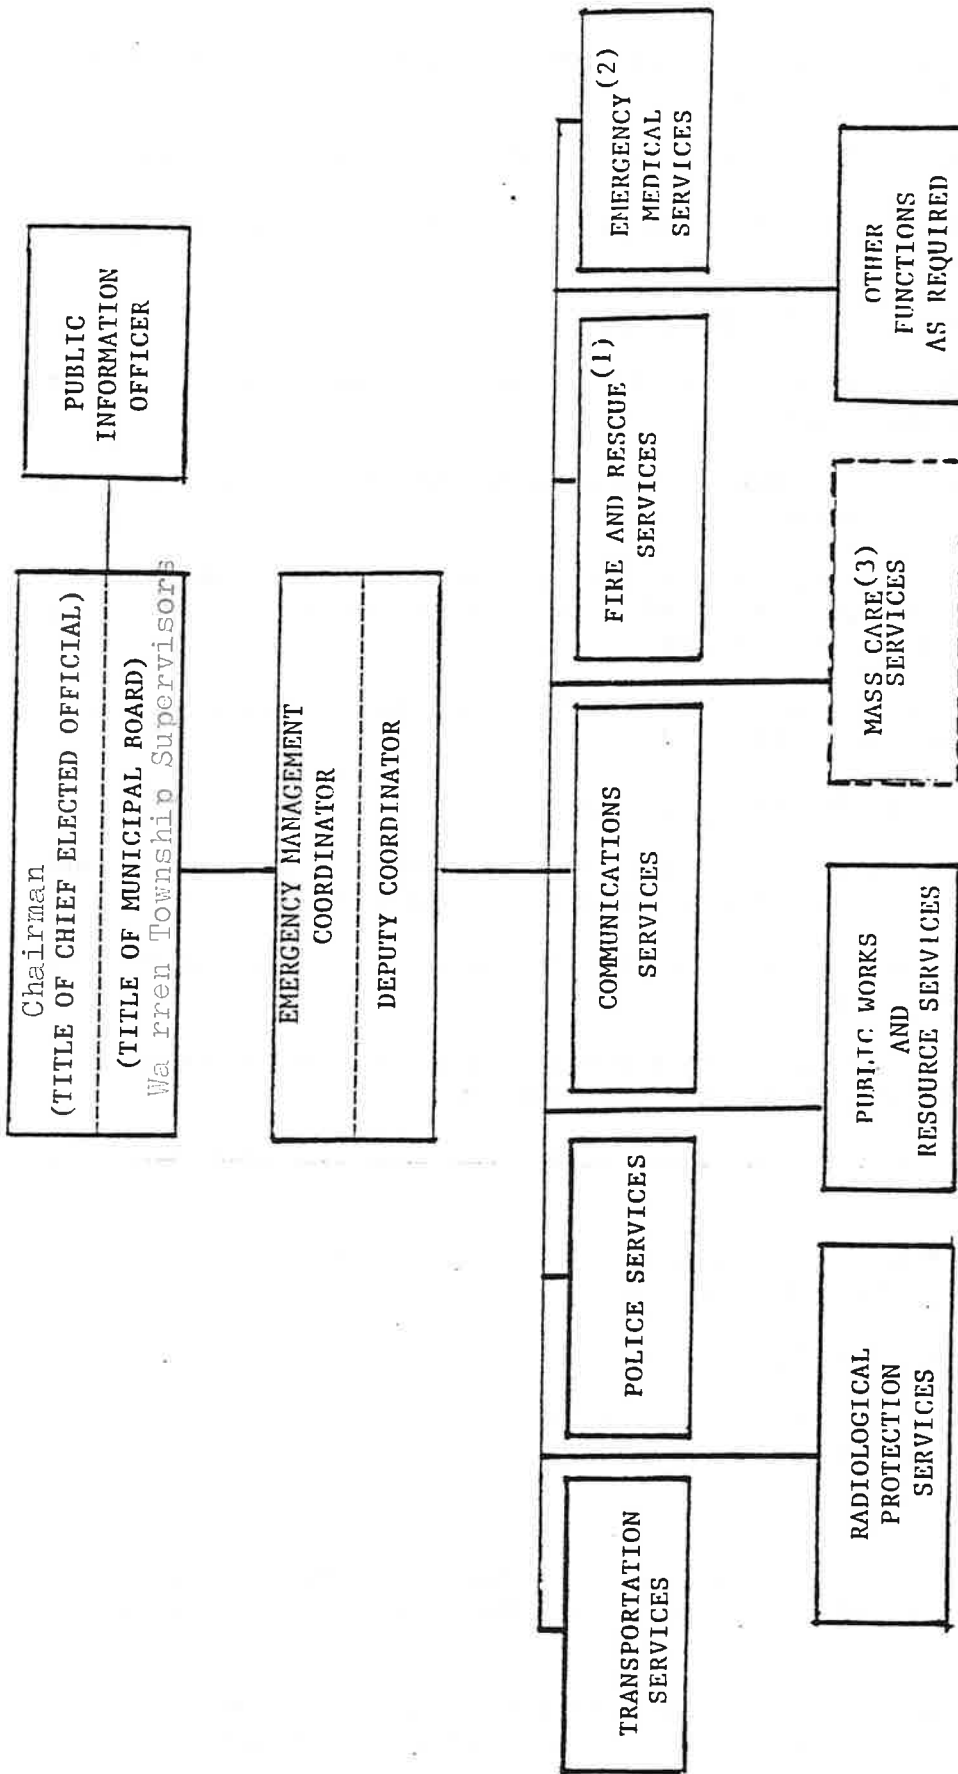 Chairman
(TITLE OF CHIEF ELECTED OFFICIAL)
(TITLE OF MUNICIPAL BOARD)
Wa rren Township Supervisors
PUBLIC
INFORMATION
OFFICER
EMERGENCY MANAGEMENT
COORDINATOR
DEPUTY COORDINATOR
TRANSPORTATION
SERVICES
POLICE SERVICES
COMMUNICATIONS
SERVICES
FIRE AND RESCUE(1)
SERVICES
EMERGENCY(2)
MEDICAL
SERVICES
RADIOLOGICAL
PROTECTION
SERVICES
PUBLIC WORKS
AND
RESOURCE SERVICES
MASS CARE(3)
SERVICES
OTHER
FUNCTIONS
AS REQUIRED